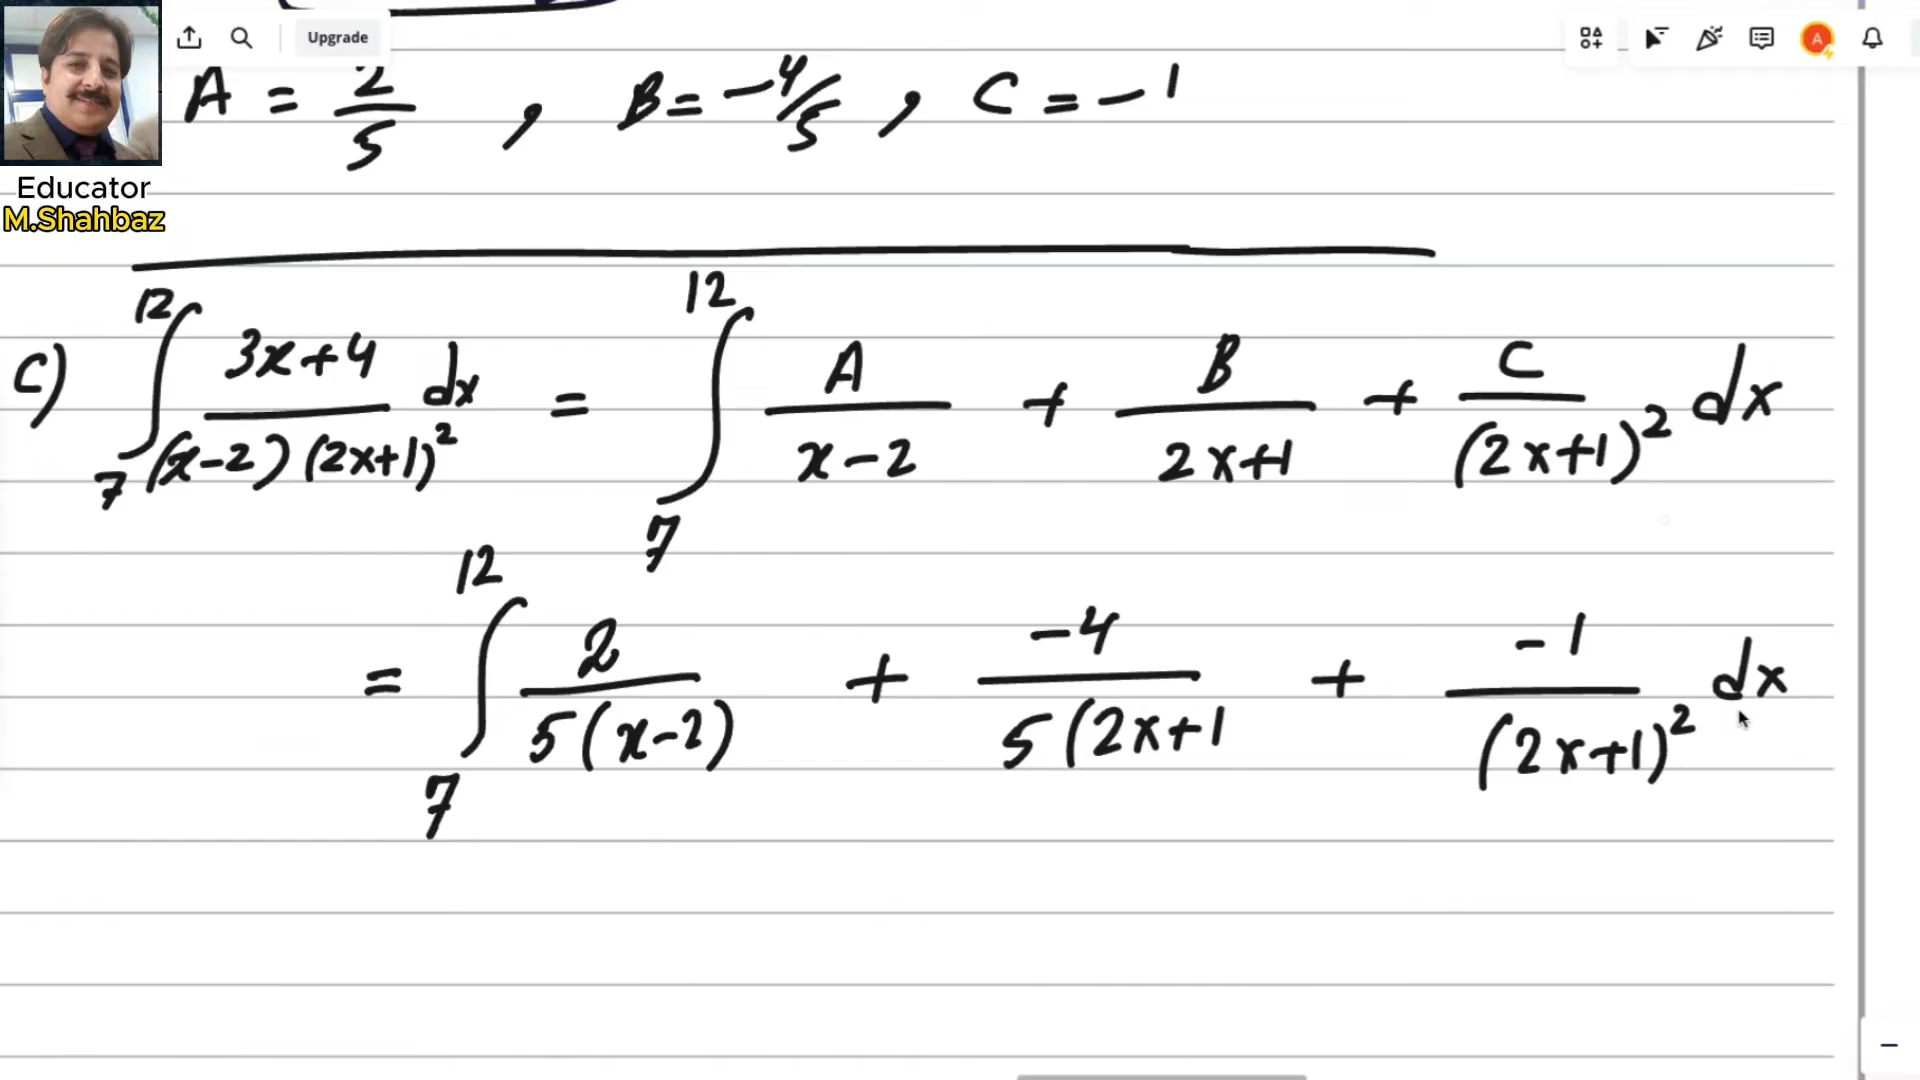 Upgrade
A = 2/5 , B = -4/5 , C = -1
Educator
M.Shahbaz
C) ∫₇¹² (3x+4)/((x-2)(2x+1)²) dx = ∫₇¹² A/(x-2) + B/(2x+1) + C/(2x+1)² dx
= ∫₇¹² 2/(5(x-2)) + -4/(5(2x+1) + -1/(2x+1)² dx
A